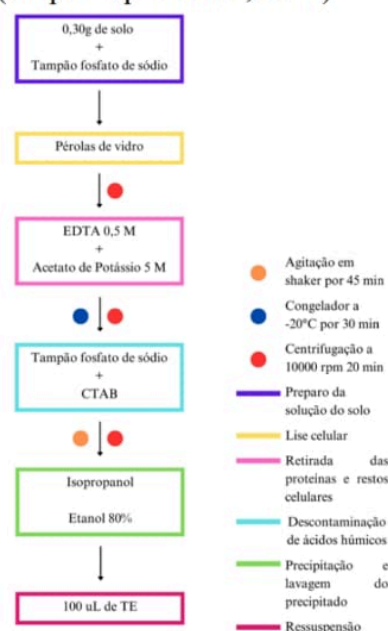 0,30g de solo
+
Tampão fosfato de sódio
Pérolas de vidro
EDTA 0,5 M
+
Acetato de Potássio 5 M
Tampão fosfato de sódio
+
CTAB
Isopropanol
Etanol 80%
100 uL de TE
Agitação em
shaker por 45 min
Congelador a
-20°C por 30 min
Centrifugação a
10000 rpm 20 min
Preparo da
solução do solo
Lise celular
Retirada das
proteínas e restos
celulares
Descontaminação
de ácidos húmicos
Precipitação e
lavagem do
precipitado
Ressuspensão